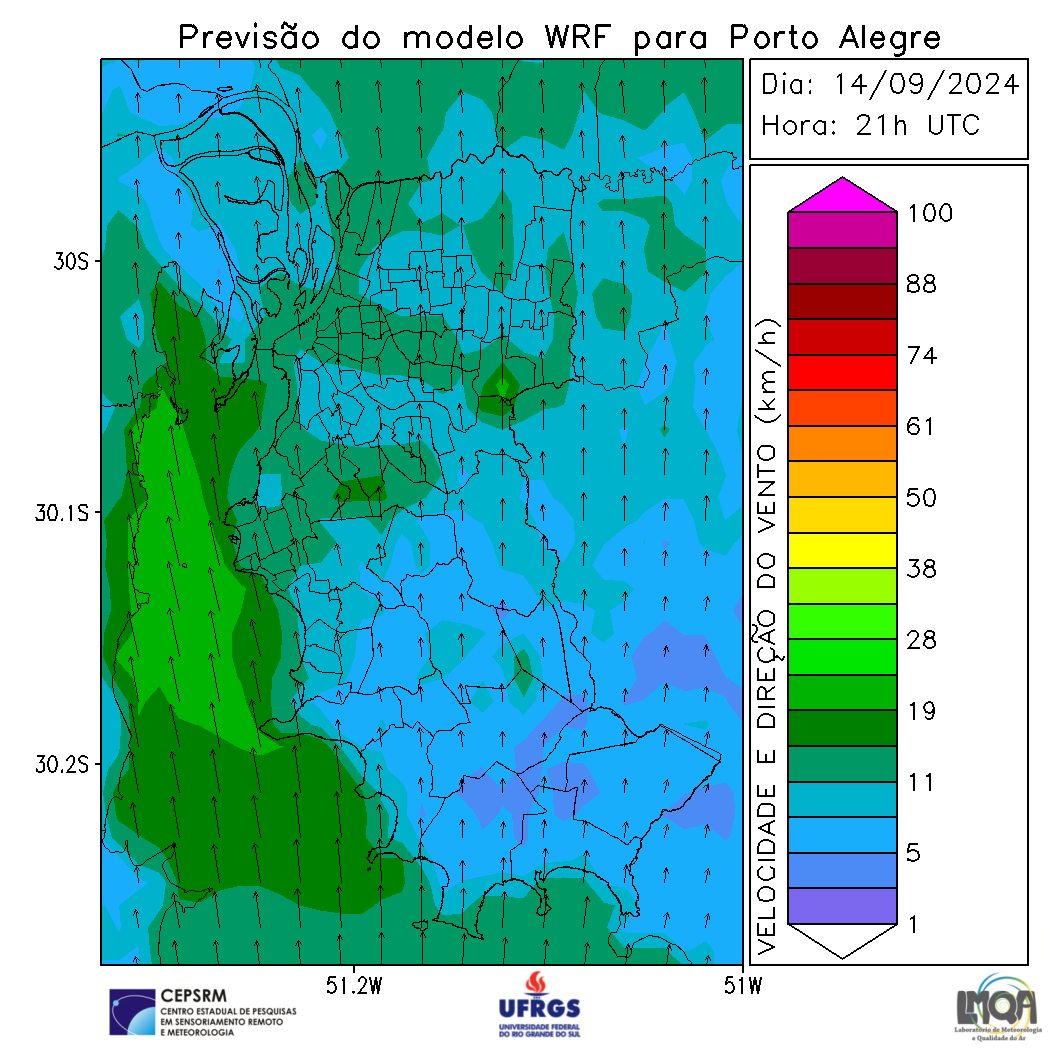 Previsão do modelo WRF para Porto Alegre
Dia: 14/09/2024
Hora: 21h UTC
30S
30.1S
30.2S
51.2W
51W
VELOCIDADE E DIREÇÃO DO VENTO (km/h)
100
88
74
61
50
38
28
19
11
5
1
CEPSRM
CENTRO ESTADUAL DE PESQUISAS
EM SENSORIAMENTO REMOTO
E METEOROLOGIA
UFRGS
UNIVERSIDADE FEDERAL
DO RIO GRANDE DO SUL
LMQA
Laboratório de Meteorologia
e Qualidade do Ar